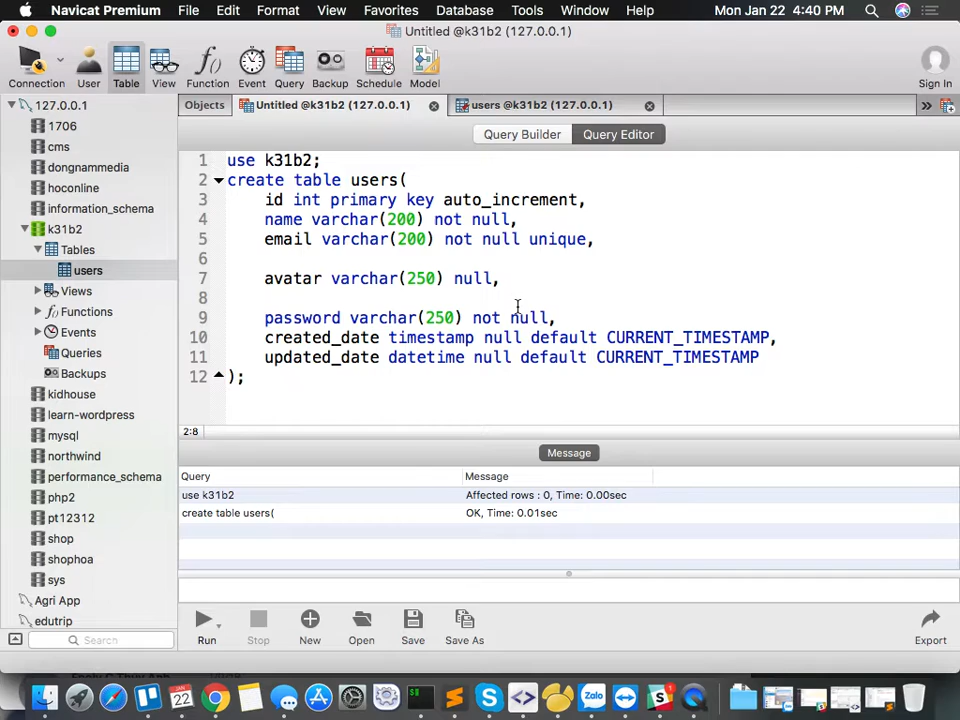 Navicat Premium File Edit Format View Favorites Database Tools Window Help Mon Jan 22 4:40 PM
Untitled @k31b2 (127.0.0.1)
Connection User Table View Function Event Query Backup Schedule Model Sign In
127.0.0.1
1706
cms
dongnammedia
hoconline
information_schema
k31b2
Tables
users
Views
Functions
Events
Queries
Backups
kidhouse
learn-wordpress
mysql
northwind
performance_schema
php2
pt12312
shop
shophoa
sys
Agri App
edutrip
Search
Objects Untitled @k31b2 (127.0.0.1) users @k31b2 (127.0.0.1) »
Query Builder Query Editor
1 use k31b2;
2 create table users(
3 id int primary key auto_increment,
4 name varchar(200) not null,
5 email varchar(200) not null unique,
6
7 avatar varchar(250) null,
8
9 password varchar(250) not null,
10 created_date timestamp null default CURRENT_TIMESTAMP,
11 updated_date datetime null default CURRENT_TIMESTAMP
12 );
2:8
Message
Query Message
use k31b2 Affected rows : 0, Time: 0.00sec
create table users( OK, Time: 0.01sec
Run Stop New Open Save Save As Export
JAN
22
Zalo